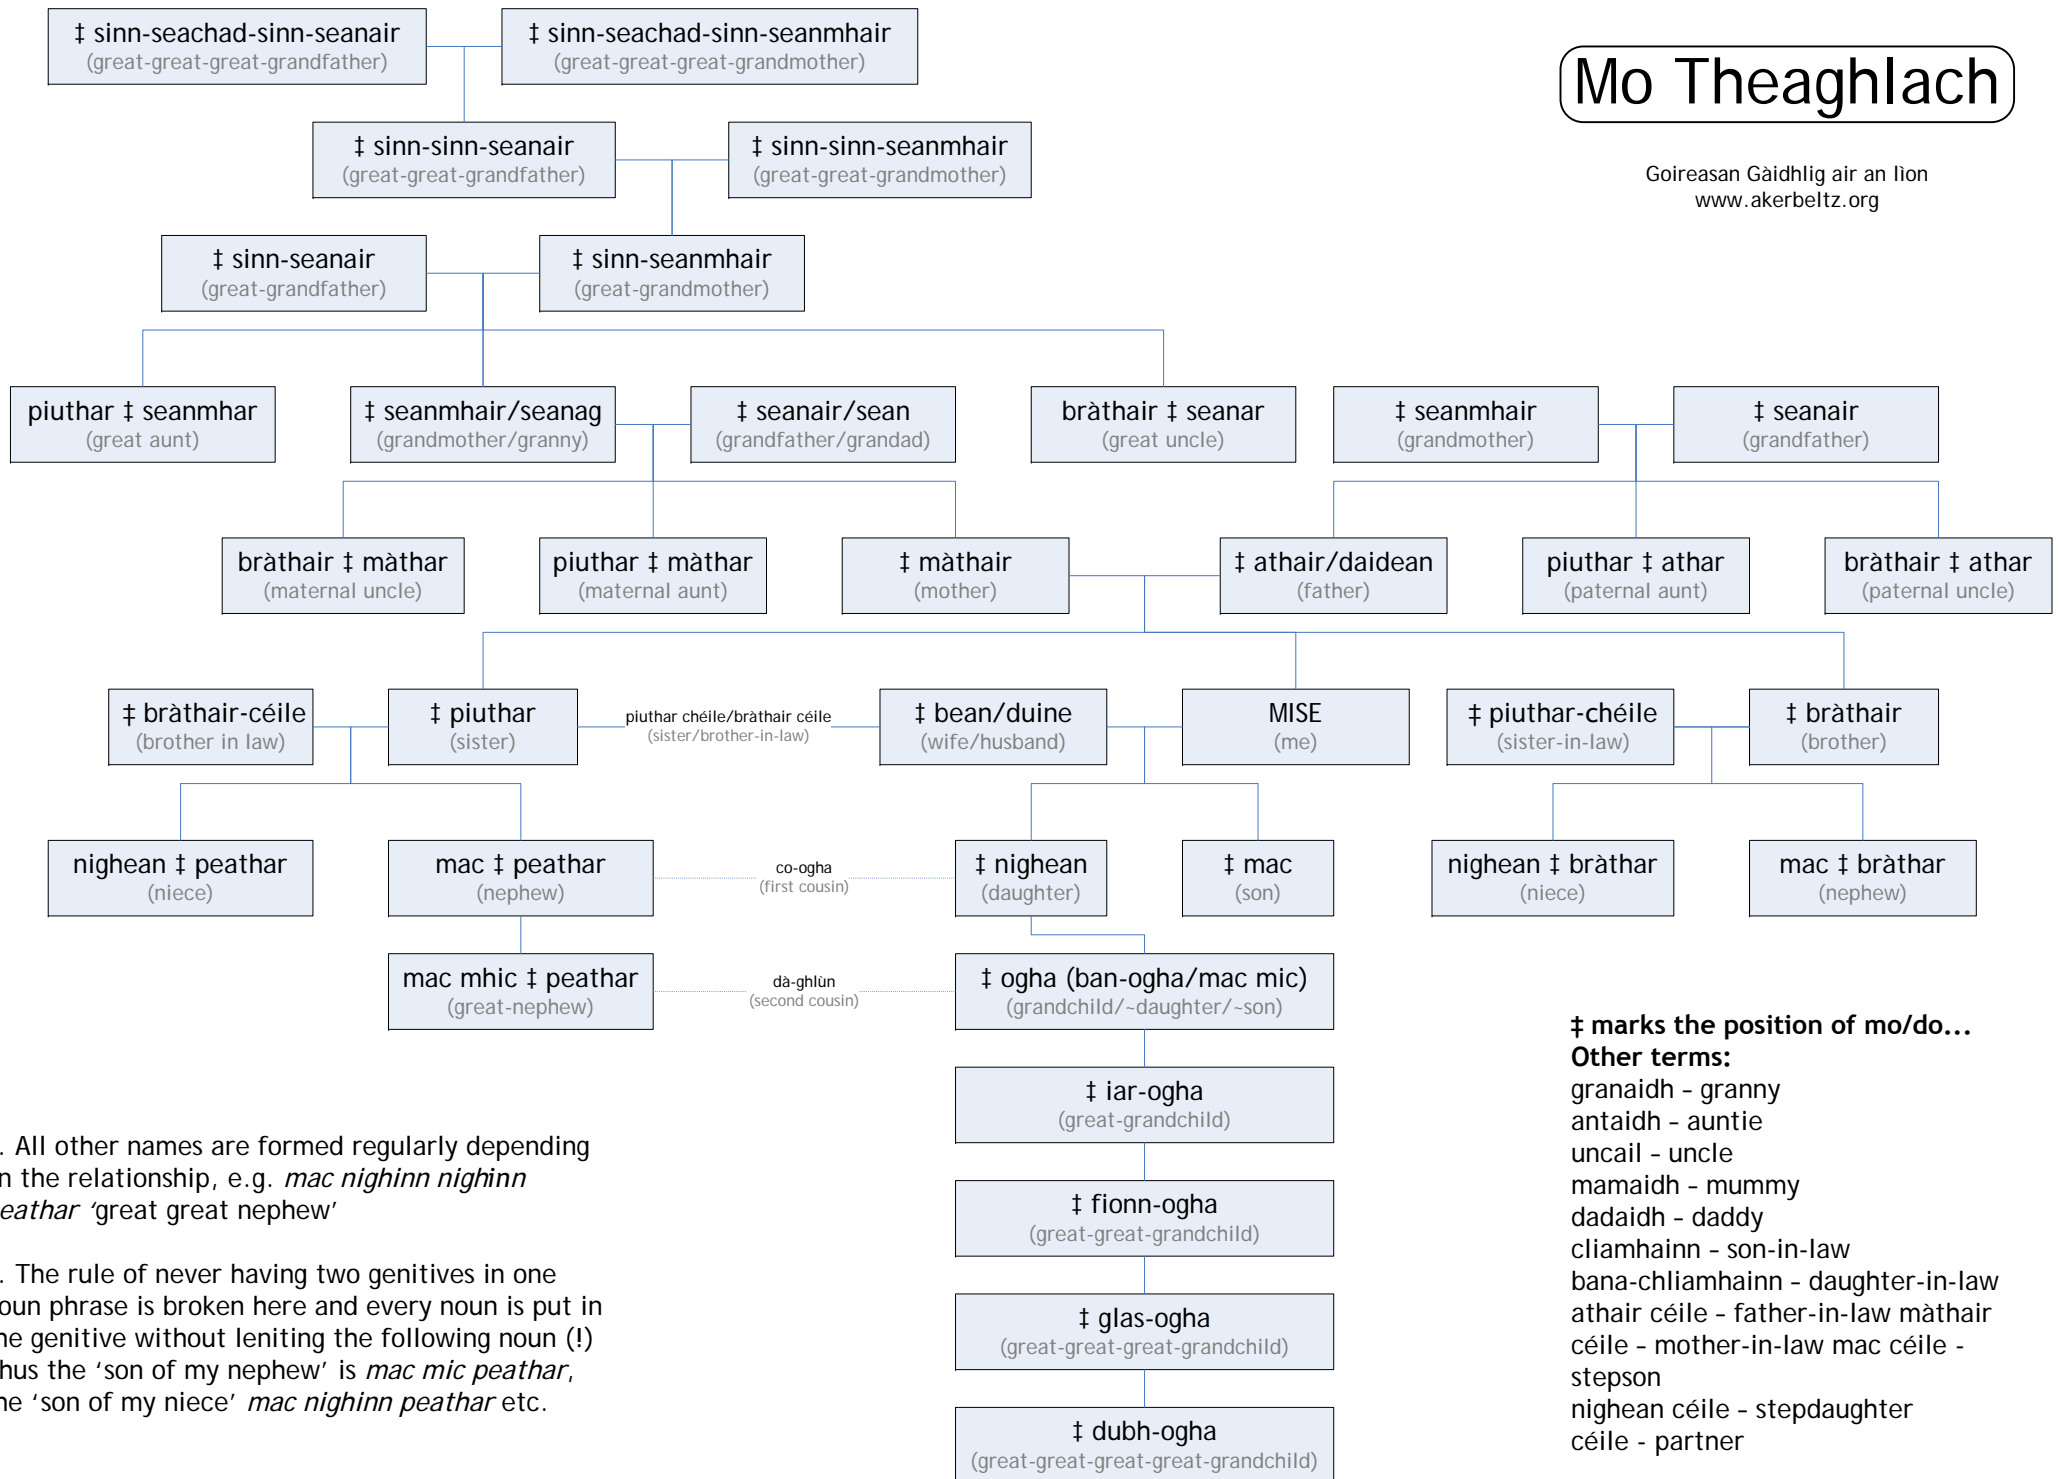 ‡ sinn-seachad-sinn-seanair
(great-great-great-grandfather)
‡ sinn-seachad-sinn-seanmhair
(great-great-great-grandmother)
Mo Theaghlach
Goireasan Gàidhlig air an lìon
www.akerbeltz.org
‡ sinn-sinn-seanair
(great-great-grandfather)
‡ sinn-sinn-seanmhair
(great-great-grandmother)
‡ sinn-seanair
(great-grandfather)
‡ sinn-seanmhair
(great-grandmother)
piuthar ‡ seanmhar
(great aunt)
‡ seanmhair/seanag
(grandmother/granny)
‡ seanair/sean
(grandfather/grandad)
bràthair ‡ seanar
(great uncle)
‡ seanmhair
(grandmother)
‡ seanair
(grandfather)
bràthair ‡ màthar
(maternal uncle)
piuthar ‡ màthar
(maternal aunt)
‡ màthair
(mother)
‡ athair/daidean
(father)
piuthar ‡ athar
(paternal aunt)
bràthair ‡ athar
(paternal uncle)
‡ bràthair-céile
(brother in law)
‡ piuthar
(sister)
piuthar chéile/bràthair céile
(sister/brother-in-law)
‡ bean/duine
(wife/husband)
MISE
(me)
‡ piuthar-chéile
(sister-in-law)
‡ bràthair
(brother)
nighean ‡ peathar
(niece)
mac ‡ peathar
(nephew)
co-ogha
(first cousin)
‡ nighean
(daughter)
‡ mac
(son)
nighean ‡ bràthar
(niece)
mac ‡ bràthar
(nephew)
mac mhic ‡ peathar
(great-nephew)
dà-ghlùn
(second cousin)
‡ ogha (ban-ogha/mac mic)
(grandchild/~daughter/~son)
‡ iar-ogha
(great-grandchild)
‡ fionn-ogha
(great-great-grandchild)
‡ glas-ogha
(great-great-great-grandchild)
‡ dubh-ogha
(great-great-great-great-grandchild)
. All other names are formed regularly depending
n the relationship, e.g. mac nighinn nighinn
eathar ‘great great nephew’
. The rule of never having two genitives in one
oun phrase is broken here and every noun is put in
he genitive without leniting the following noun (!)
hus the ‘son of my nephew’ is mac mic peathar,
he ‘son of my niece’ mac nighinn peathar etc.
‡ marks the position of mo/do...
Other terms:
granaidh – granny
antaidh – auntie
uncail – uncle
mamaidh – mummy
dadaidh – daddy
cliamhainn – son-in-law
bana-chliamhainn – daughter-in-law
athair céile – father-in-law màthair
céile – mother-in-law mac céile -
stepson
nighean céile – stepdaughter
céile - partner